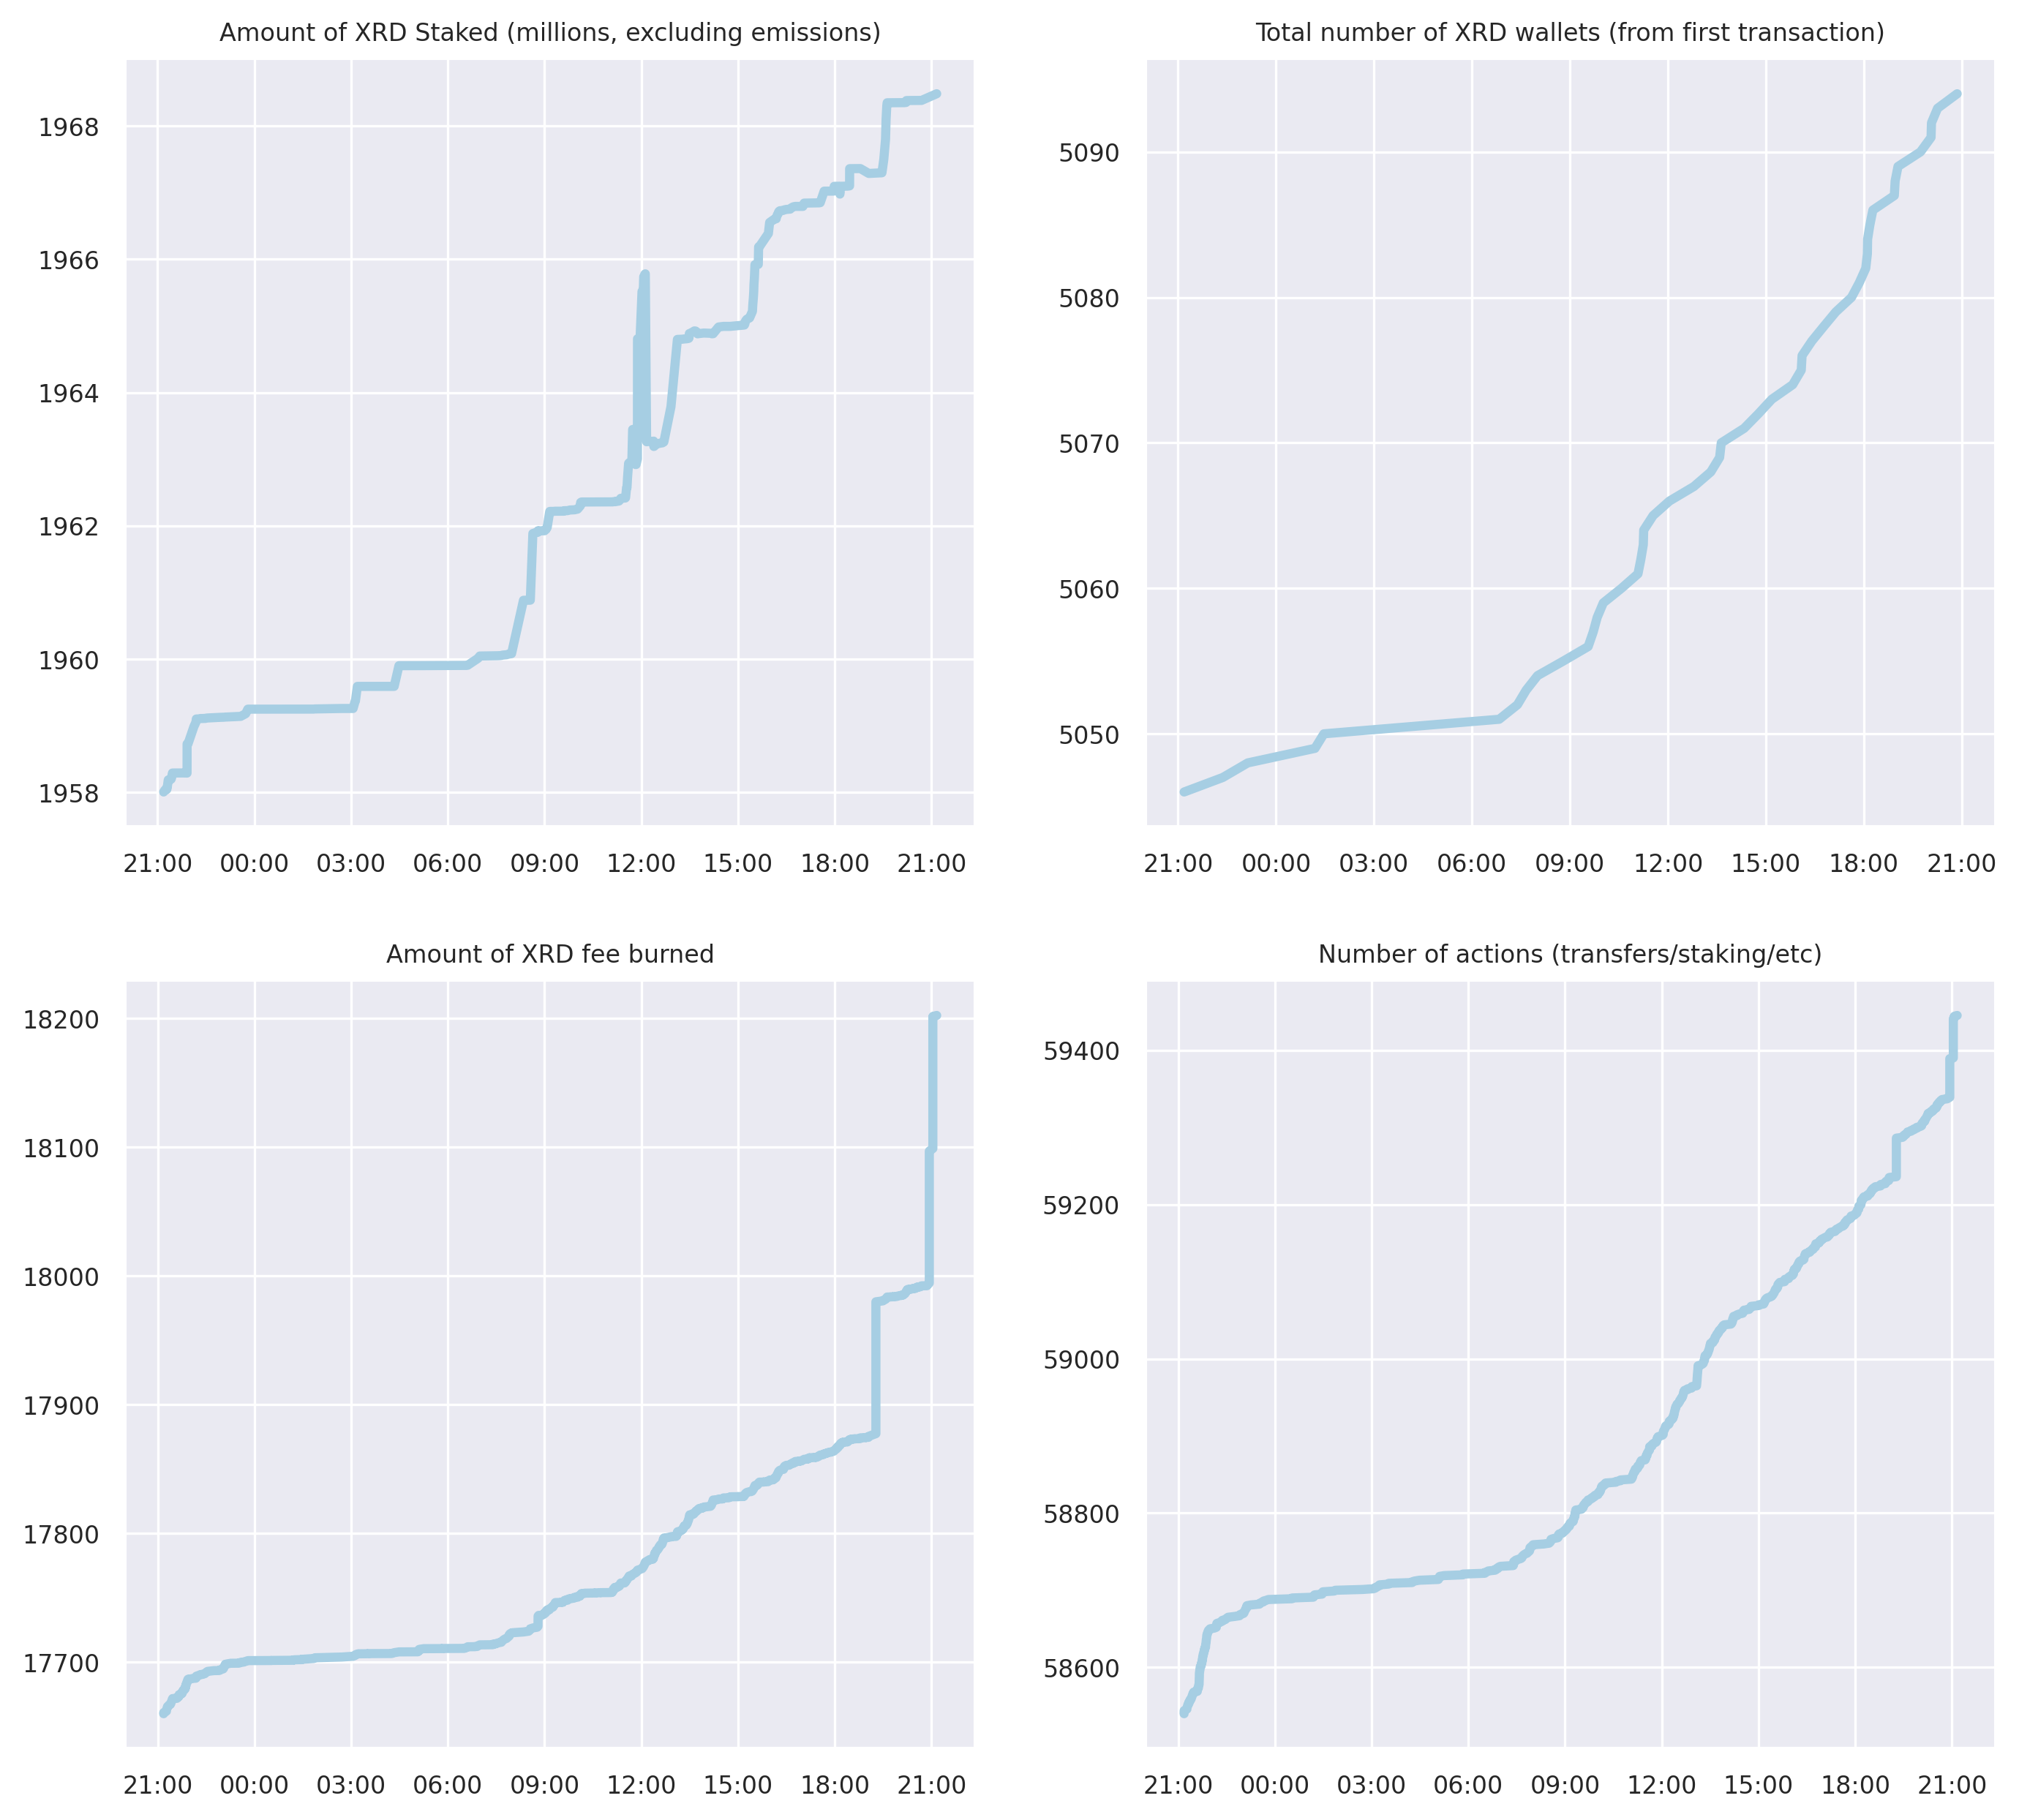 Amount of XRD Staked (millions, excluding emissions)
1968
1966
1964
1962
1960
1958
21:00 00:00 03:00 06:00 09:00 12:00 15:00 18:00 21:00
Total number of XRD wallets (from first transaction)
5090
5080
5070
5060
5050
21:00 00:00 03:00 06:00 09:00 12:00 15:00 18:00 21:00
Amount of XRD fee burned
18200
18100
18000
17900
17800
17700
21:00 00:00 03:00 06:00 09:00 12:00 15:00 18:00 21:00
Number of actions (transfers/staking/etc)
59400
59200
59000
58800
58600
21:00 00:00 03:00 06:00 09:00 12:00 15:00 18:00 21:00